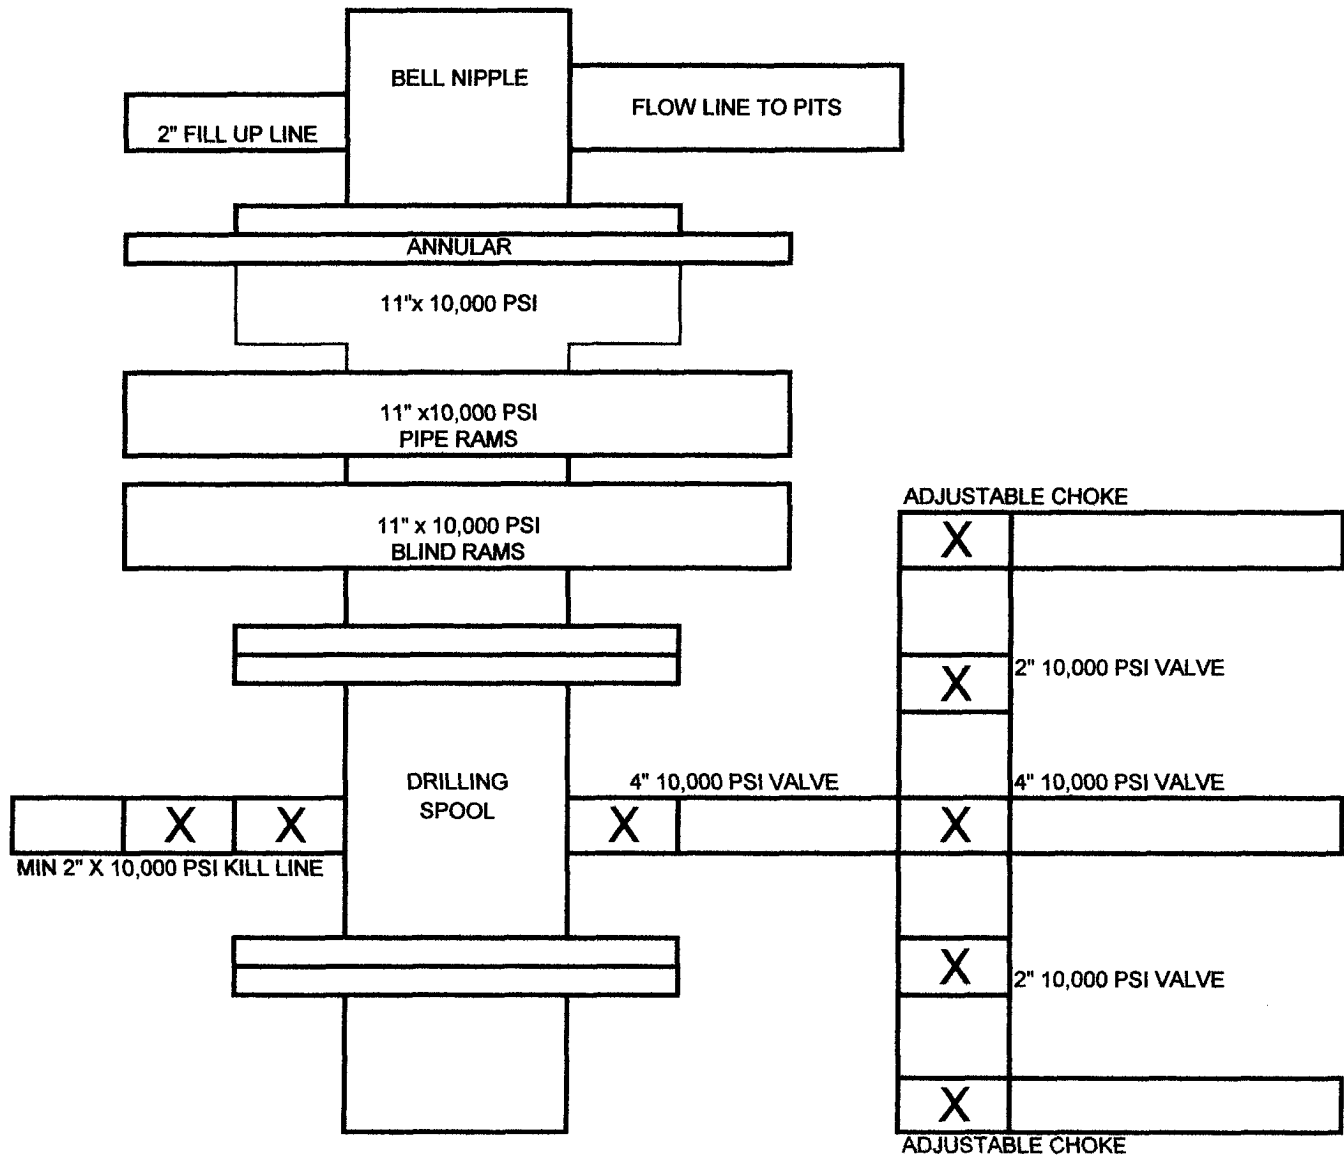 BELL NIPPLE
FLOW LINE TO PITS
2" FILL UP LINE
ANNULAR
11"x 10,000 PSI
11" x10,000 PSI
PIPE RAMS
11" x 10,000 PSI
BLIND RAMS
ADJUSTABLE CHOKE
X
2" 10,000 PSI VALVE
X
DRILLING
SPOOL
4" 10,000 PSI VALVE
4" 10,000 PSI VALVE
X X X X
MIN 2" X 10,000 PSI KILL LINE
X
2" 10,000 PSI VALVE
X
ADJUSTABLE CHOKE